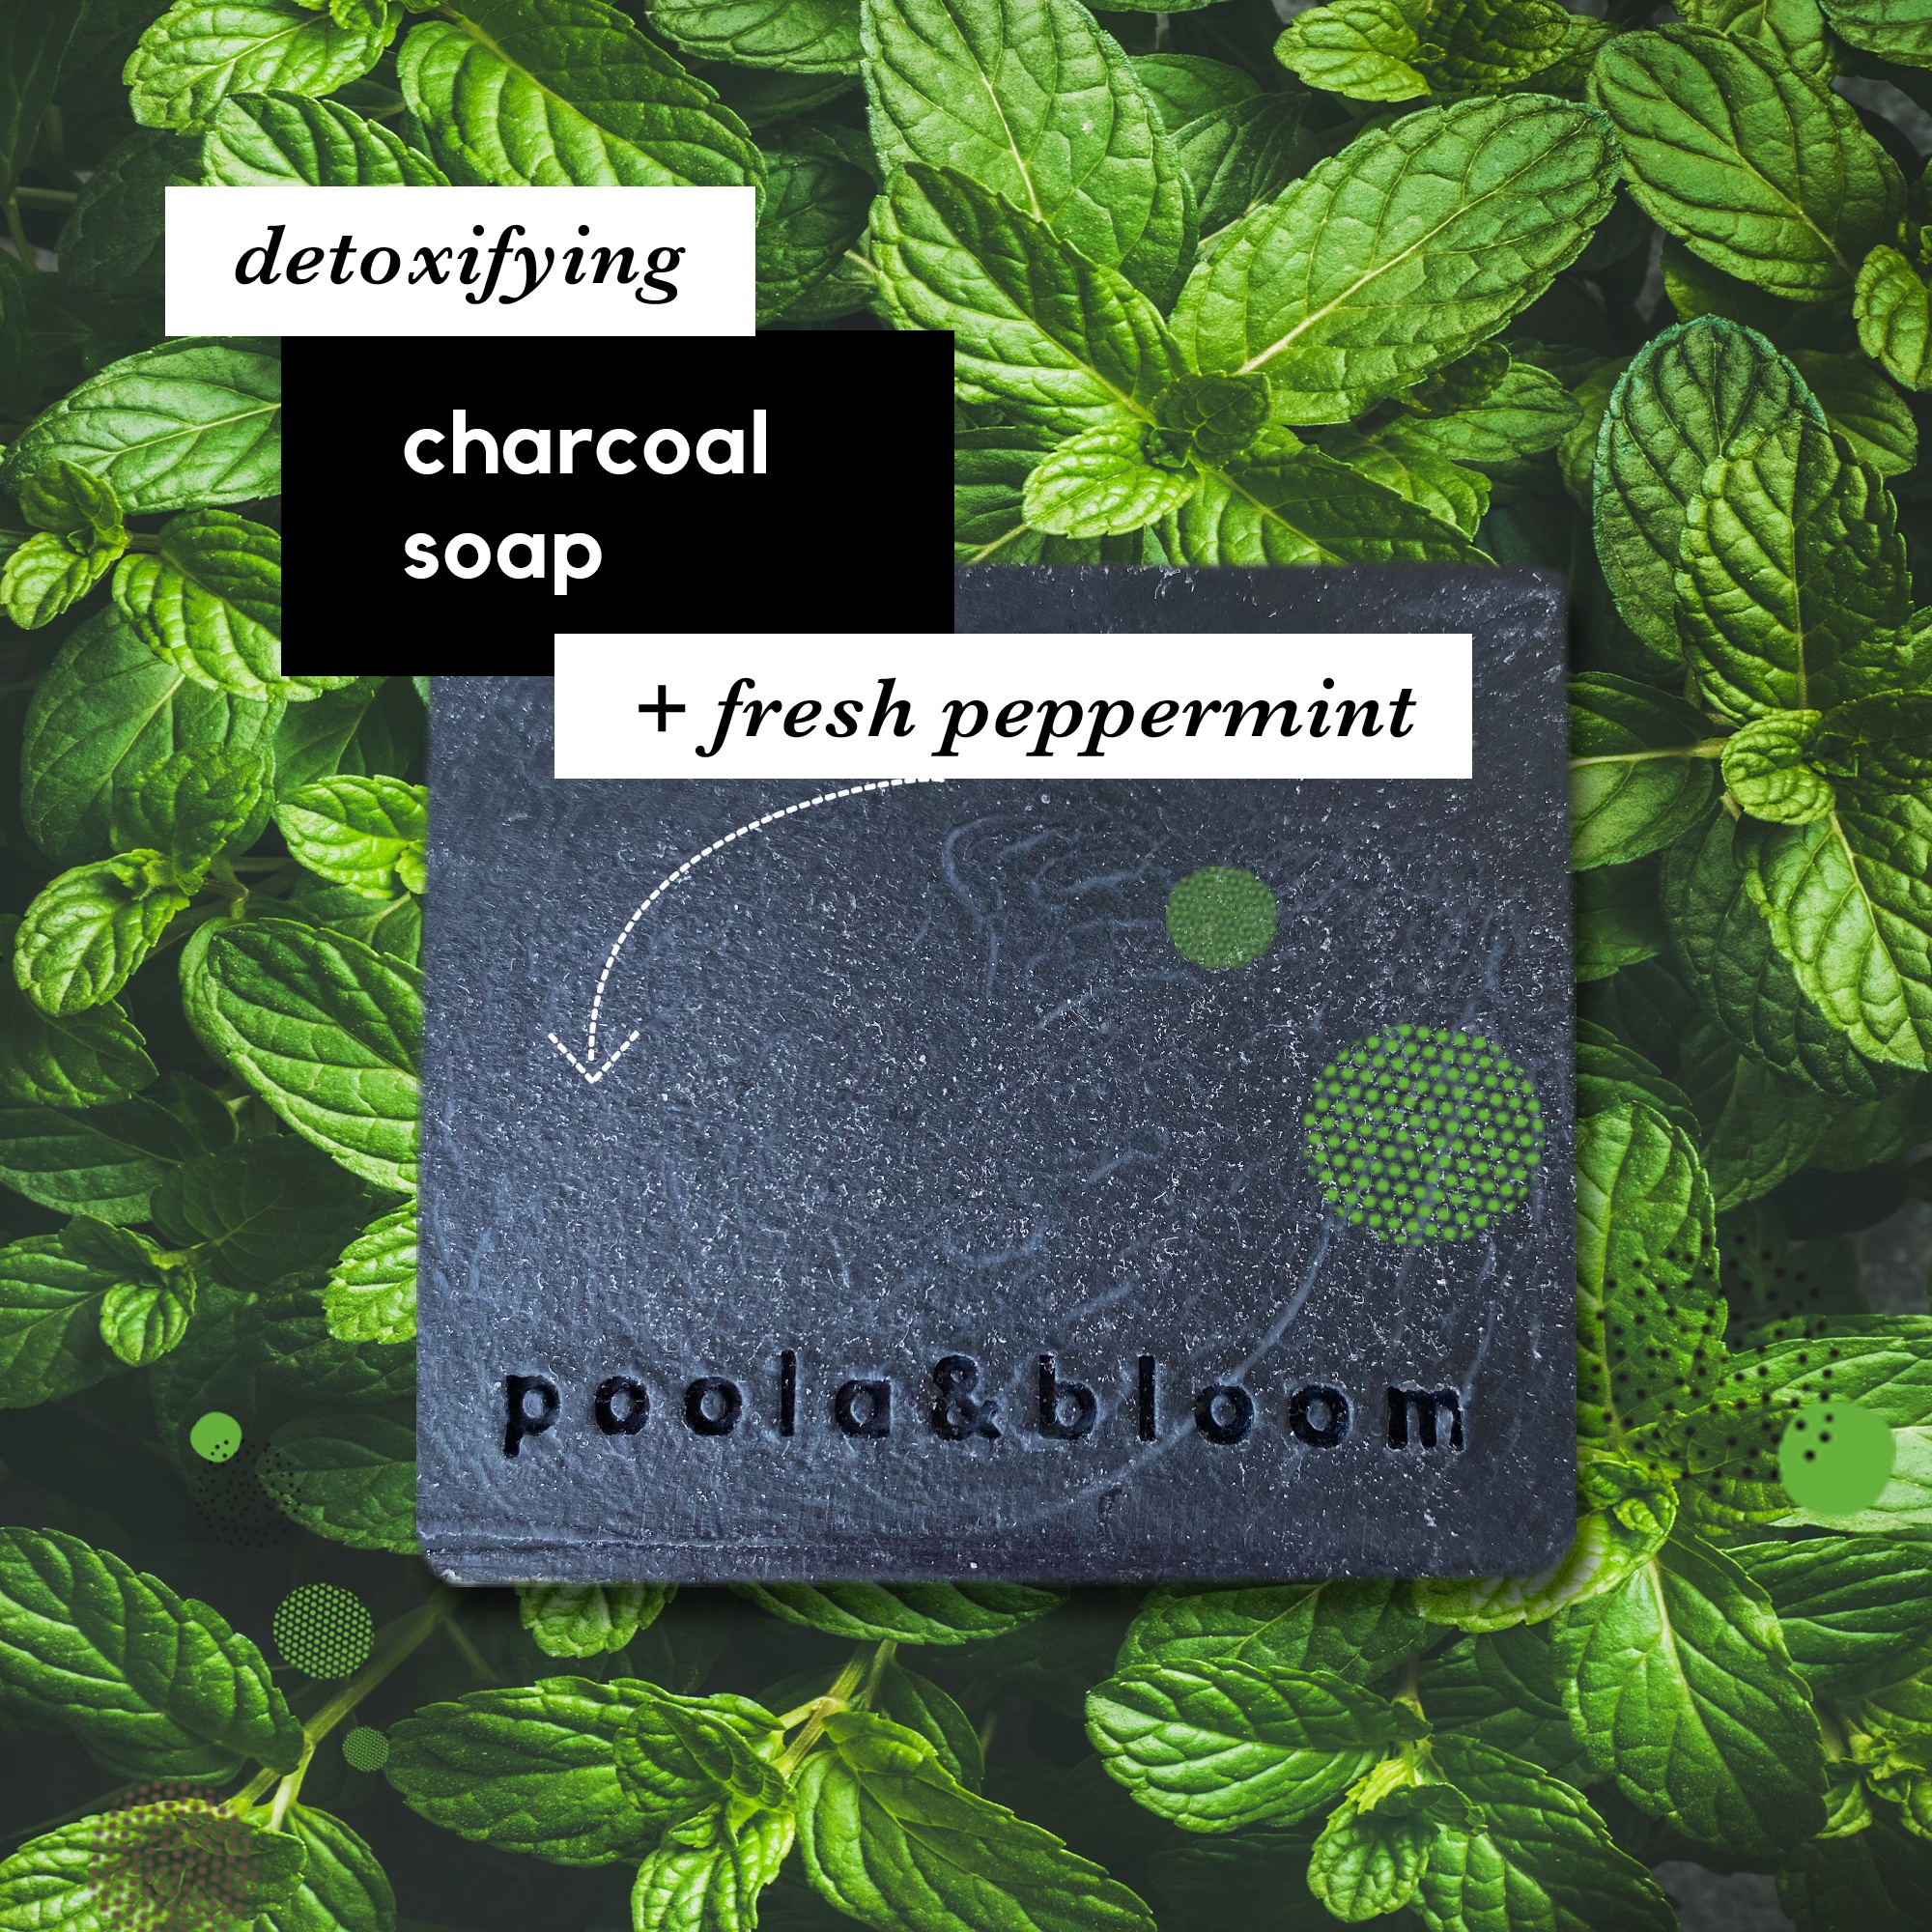 detoxifying
charcoal
soap
+ fresh peppermint
poola&bloom